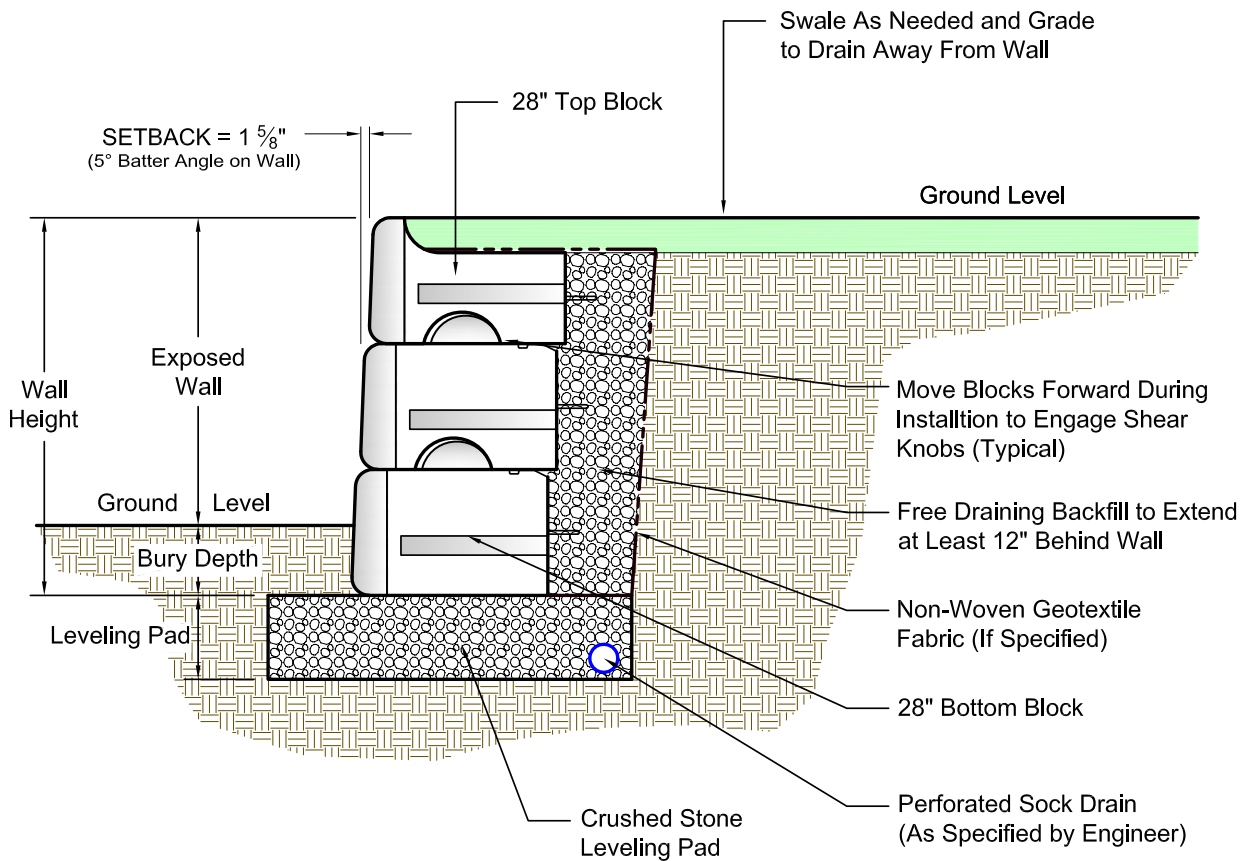 Swale As Needed and Grade
to Drain Away From Wall
28" Top Block
SETBACK = 1 5⁄8"
(5° Batter Angle on Wall)
Ground Level
Exposed
Wall
Wall
Height
Move Blocks Forward During
Installtion to Engage Shear
Knobs (Typical)
Ground Level
Free Draining Backfill to Extend
at Least 12" Behind Wall
Bury Depth
Non-Woven Geotextile
Fabric (If Specified)
Leveling Pad
28" Bottom Block
Perforated Sock Drain
(As Specified by Engineer)
Crushed Stone
Leveling Pad